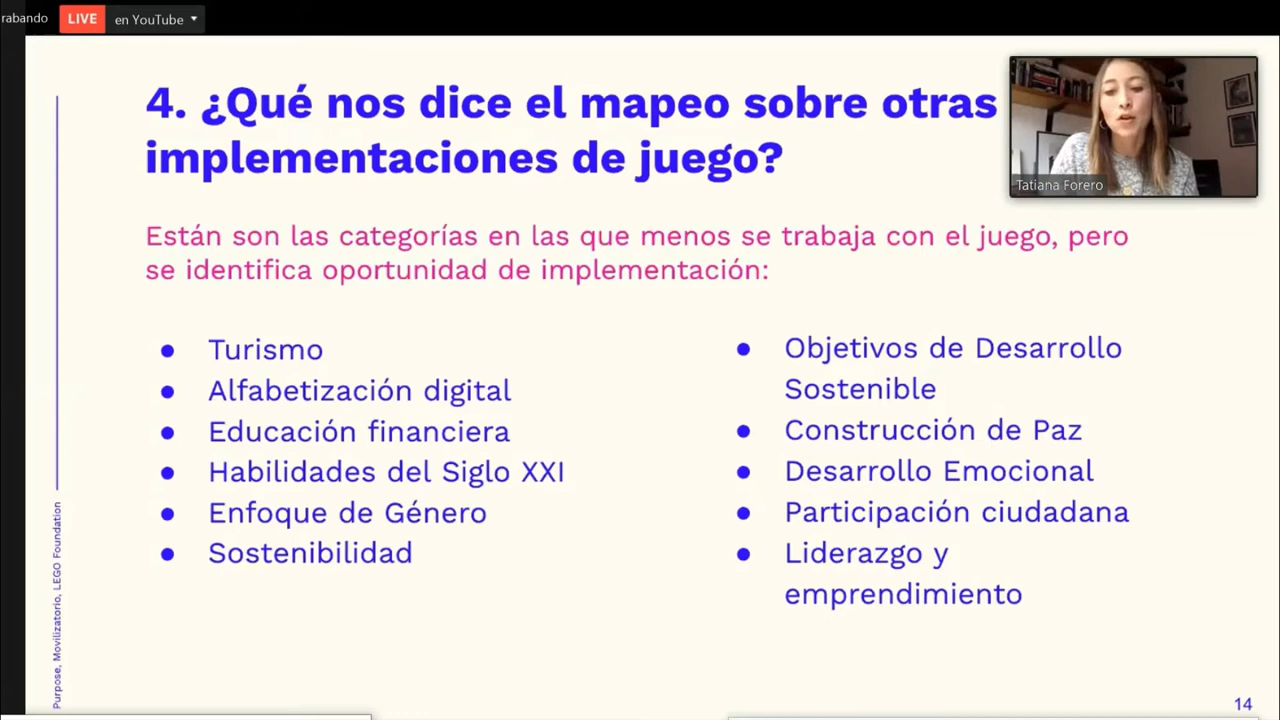 rabando
LIVE
en YouTube
4. ¿Qué nos dice el mapeo sobre otras
implementaciones de juego?
Tatiana Forero
Están son las categorías en las que menos se trabaja con el juego, pero
se identifica oportunidad de implementación:
● Turismo
● Alfabetización digital
● Educación financiera
● Habilidades del Siglo XXI
● Enfoque de Género
● Sostenibilidad
● Objetivos de Desarrollo
Sostenible
● Construcción de Paz
● Desarrollo Emocional
● Participación ciudadana
● Liderazgo y
emprendimiento
Purpose, Movilizatorio, LEGO Foundation
14